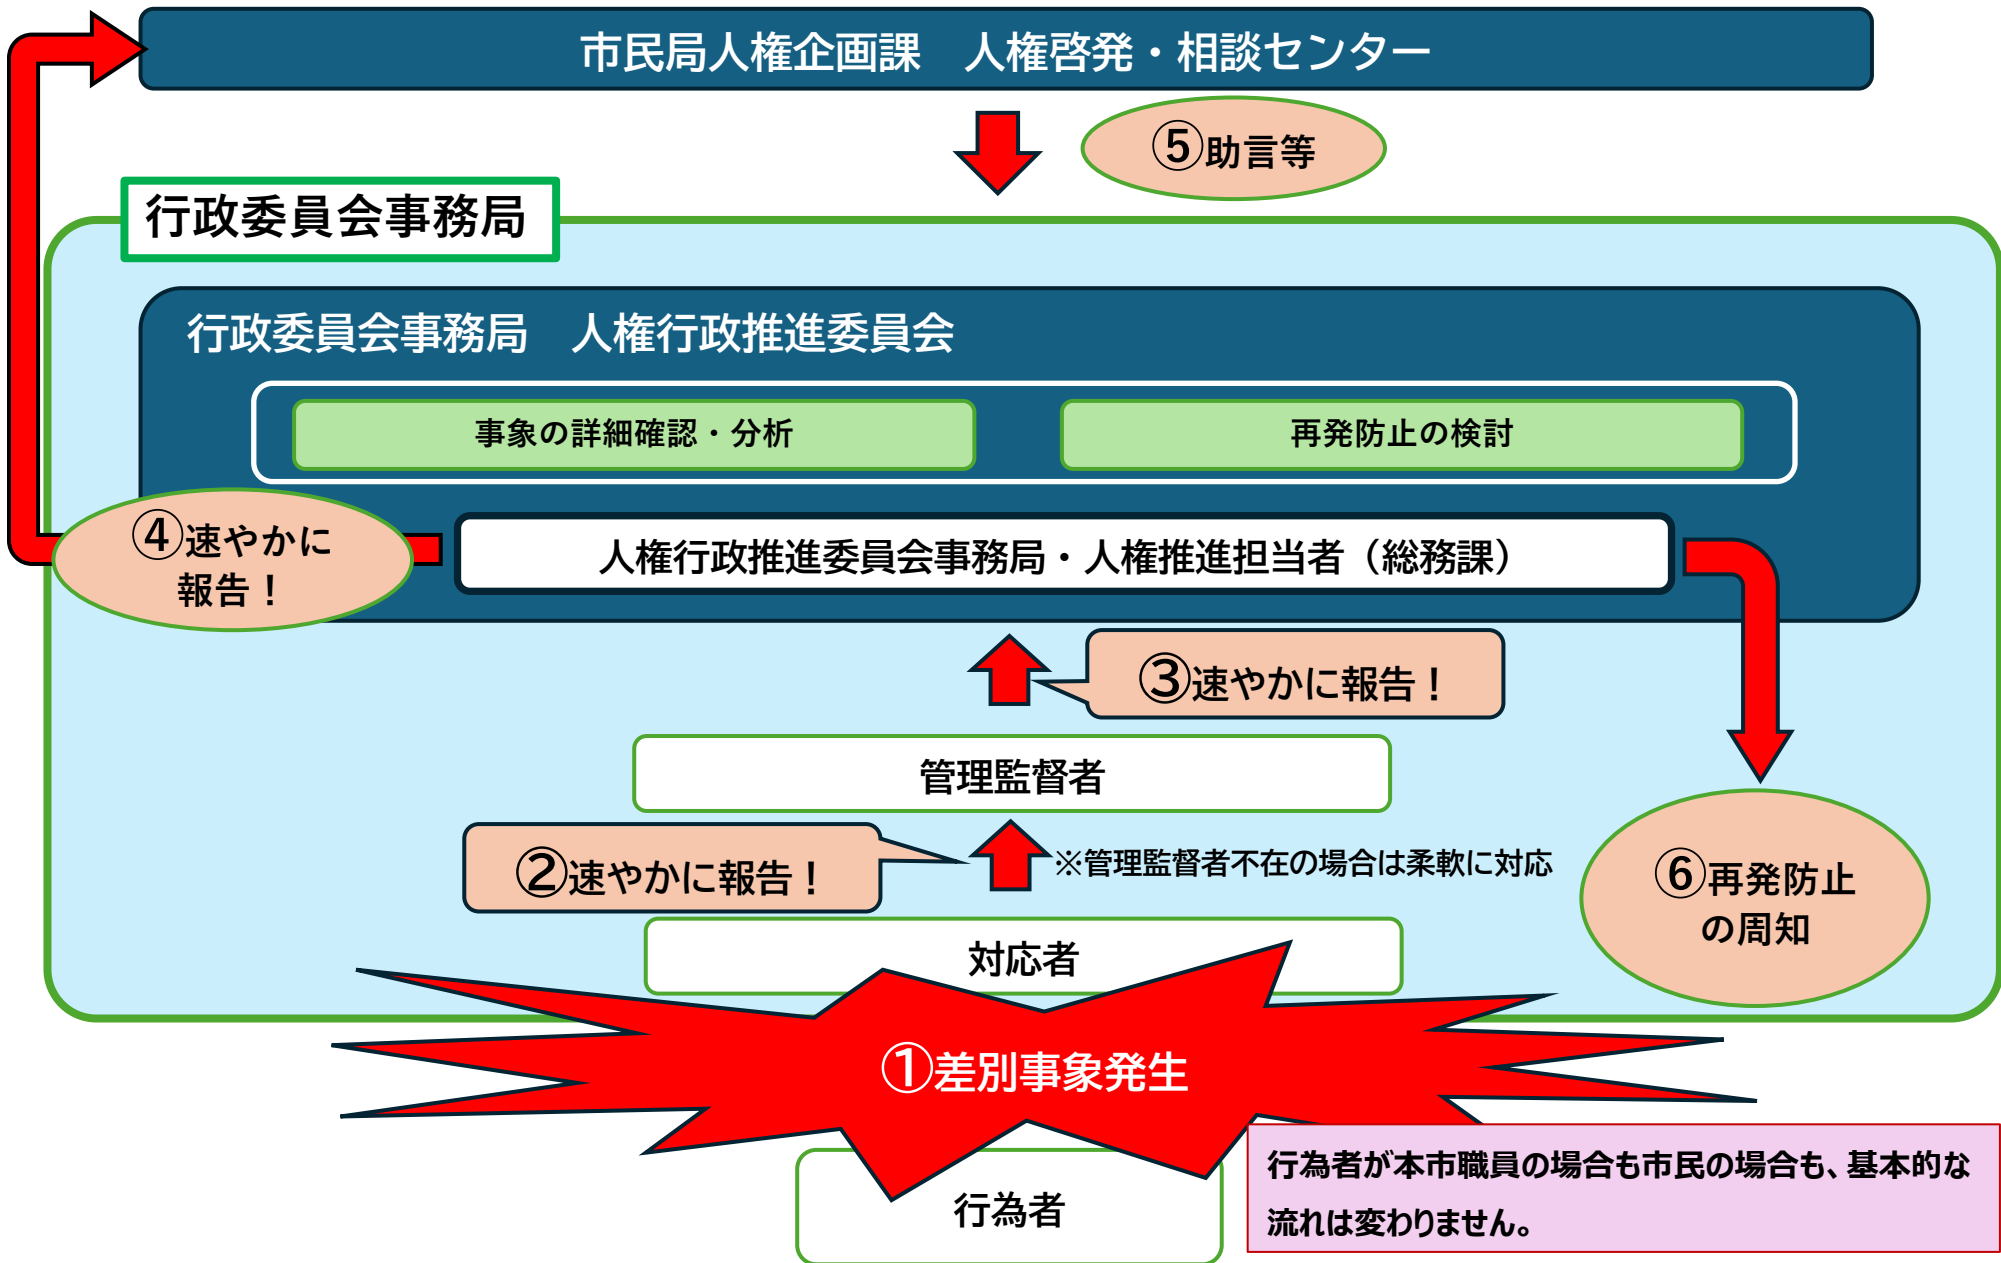 市民局人権企画課　人権啓発・相談センター
⑤助言等
行政委員会事務局
行政委員会事務局　人権行政推進委員会
事象の詳細確認・分析
再発防止の検討
④速やかに
報告！
人権行政推進委員会事務局・人権推進担当者（総務課）
③速やかに報告！
管理監督者
②速やかに報告！
※管理監督者不在の場合は柔軟に対応
⑥再発防止
の周知
対応者
①差別事象発生
行為者が本市職員の場合も市民の場合も、基本的な
流れは変わりません。
行為者